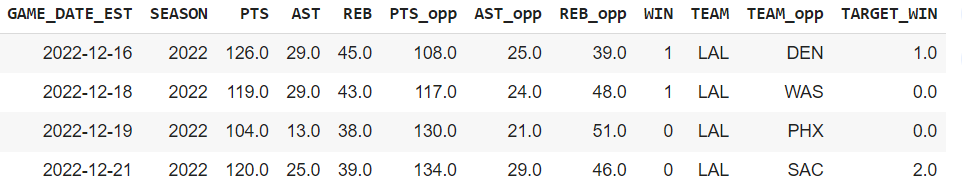 GAME_DATE_EST SEASON PTS AST REB PTS_opp AST_opp REB_opp WIN TEAM TEAM_opp TARGET_WIN
2022-12-16 2022 126.0 29.0 45.0 108.0 25.0 39.0 1 LAL DEN 1.0
2022-12-18 2022 119.0 29.0 43.0 117.0 24.0 48.0 1 LAL WAS 0.0
2022-12-19 2022 104.0 13.0 38.0 130.0 21.0 51.0 0 LAL PHX 0.0
2022-12-21 2022 120.0 25.0 39.0 134.0 29.0 46.0 0 LAL SAC 2.0